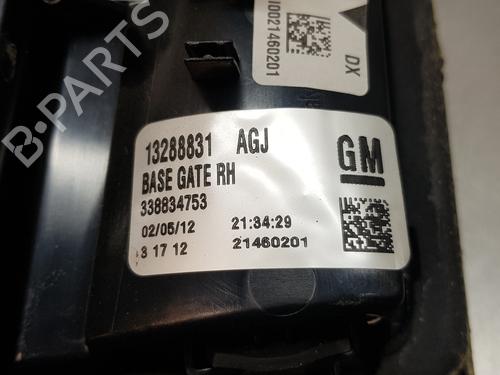 I0021460201
DX
B-PARTS
13288831 AGJ
GM
BASE GATE RH
338834753
02/05/12 21:34:29
3 17 12 21460201